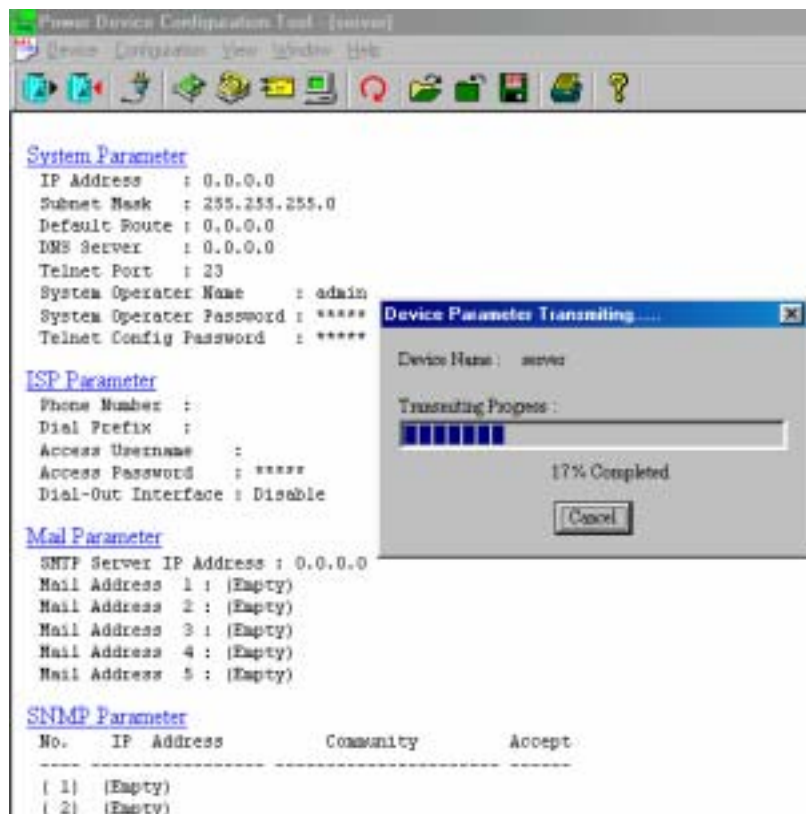 Power Device Configuration Tool - [server]
Device Configuration View Window Help
System Parameter
IP Address : 0.0.0.0
Subnet Mask : 255.255.255.0
Default Route : 0.0.0.0
DNS Server : 0.0.0.0
Telnet Port : 23
System Operater Name : admin
System Operater Password : *****
Telnet Config Password : *****
ISP Parameter
Phone Number :
Dial Prefix :
Access Username :
Access Password : *****
Dial-Out Interface : Disable
Mail Parameter
SMTP Server IP Address : 0.0.0.0
Mail Address 1 : (Empty)
Mail Address 2 : (Empty)
Mail Address 3 : (Empty)
Mail Address 4 : (Empty)
Mail Address 5 : (Empty)
SNMP Parameter
No. IP Address Community Accept
---- ----------------- ----------------------- ------
( 1) (Empty)
( 2) (Empty)
Device Parameter Transmiting.....
Device Name : server
Transmiting Progress :
17% Completed
Cancel